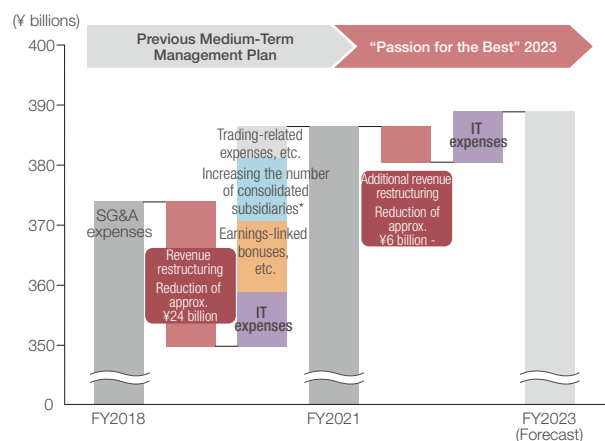 (¥ billions)
Previous Medium-Term
Management Plan
“Passion for the Best” 2023
400
390
380
370
360
350
0
SG&A
expenses
Revenue
restructuring
Reduction of
approx.
¥24 billion
Trading-related
expenses, etc.
Increasing the number
of consolidated
subsidiaries*
Earnings-linked
bonuses,
etc.
IT
expenses
Additional revenue
restructuring
Reduction of
approx.
¥6 billion -
IT
expenses
FY2018
FY2021
FY2023
(Forecast)